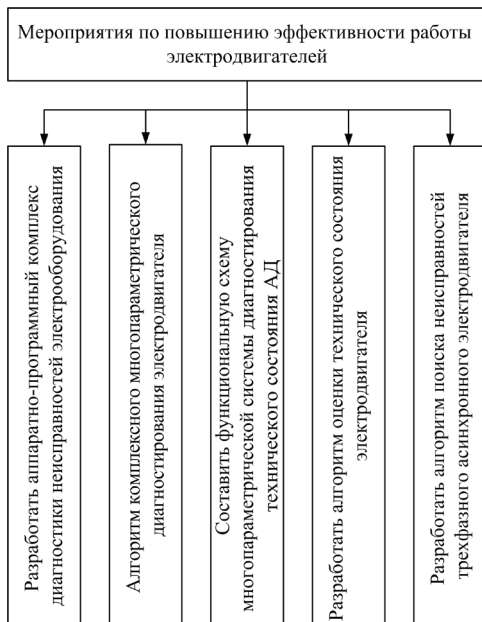 Мероприятия по повышению эффективности работы
электродвигателей
Разработать аппаратно-программный комплекс
диагностики неисправностей электрооборудования
Алгоритм комплексного многопараметрического
диагностирования электродвигателя
Составить функциональную схему
многопараметрической системы диагностирования
технического состояния АД
Разработать алгоритм оценки технического состояния
электродвигателя
Разработать алгоритм поиска неисправностей
трехфазного асинхронного электродвигателя